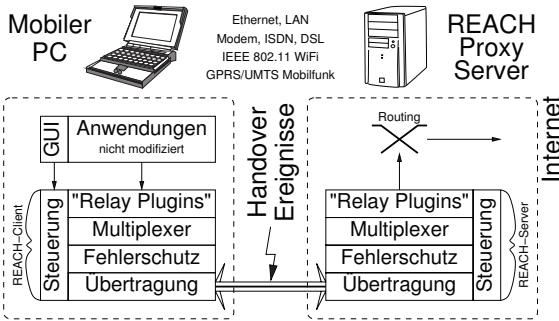 Mobiler
PC
Ethernet, LAN
Modem, ISDN, DSL
IEEE 802.11 WiFi
GPRS/UMTS Mobilfunk
REACH
Proxy
Server
GUI
Anwendungen
nicht modifiziert
Handover
Ereignisse
Routing
Internet
REACH–Client
Steuerung
"Relay Plugins"
Multiplexer
Fehlerschutz
Übertragung
"Relay Plugins"
Multiplexer
Fehlerschutz
Übertragung
Steuerung
REACH–Server